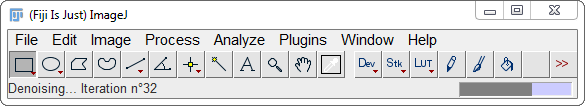 (Fiji Is Just) ImageJ
File Edit Image Process Analyze Plugins Window Help
A Dev Stk LUT >>
Denoising... Iteration n°32